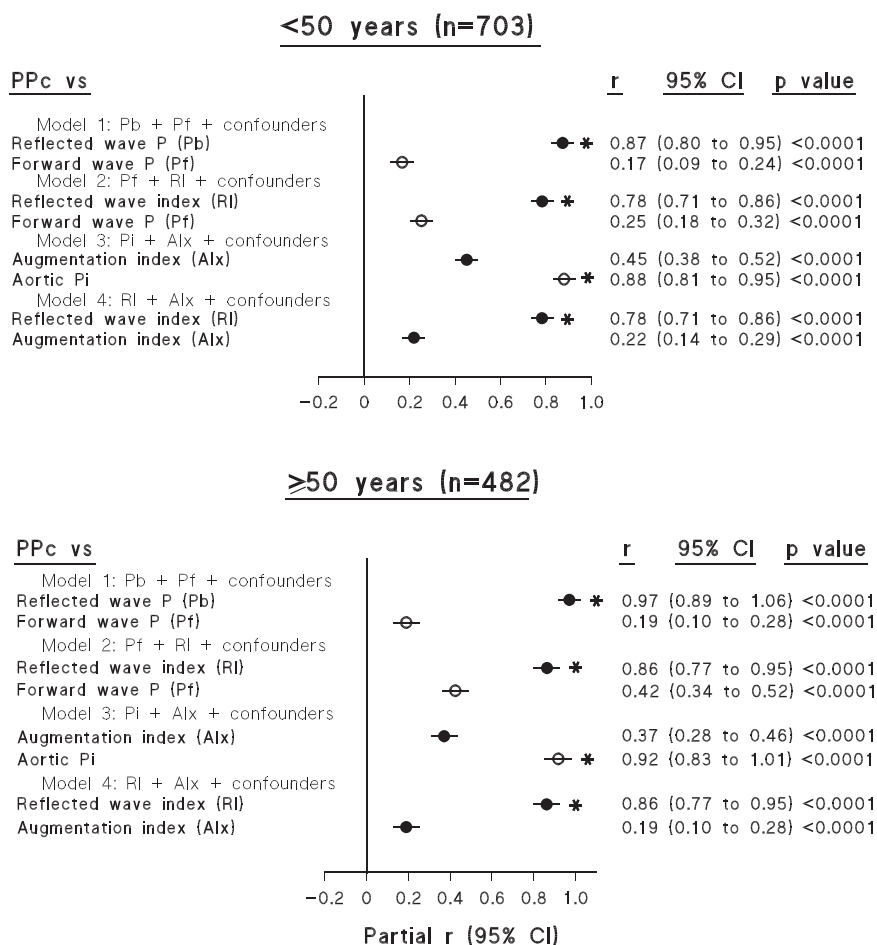 <50 years (n=703)
PPc vs r 95% CI p value
Model 1: Pb + Pf + confounders
Reflected wave P (Pb) * 0.87 (0.80 to 0.95) <0.0001
Forward wave P (Pf) 0.17 (0.09 to 0.24) <0.0001
Model 2: Pf + RI + confounders
Reflected wave index (RI) * 0.78 (0.71 to 0.86) <0.0001
Forward wave P (Pf) 0.25 (0.18 to 0.32) <0.0001
Model 3: Pi + AIx + confounders
Augmentation index (AIx) 0.45 (0.38 to 0.52) <0.0001
Aortic Pi * 0.88 (0.81 to 0.95) <0.0001
Model 4: RI + AIx + confounders
Reflected wave index (RI) * 0.78 (0.71 to 0.86) <0.0001
Augmentation index (AIx) 0.22 (0.14 to 0.29) <0.0001
−0.2 0 0.2 0.4 0.6 0.8 1.0
≥50 years (n=482)
PPc vs r 95% CI p value
Model 1: Pb + Pf + confounders
Reflected wave P (Pb) * 0.97 (0.89 to 1.06) <0.0001
Forward wave P (Pf) 0.19 (0.10 to 0.28) <0.0001
Model 2: Pf + RI + confounders
Reflected wave index (RI) * 0.86 (0.77 to 0.95) <0.0001
Forward wave P (Pf) 0.42 (0.34 to 0.52) <0.0001
Model 3: Pi + AIx + confounders
Augmentation index (AIx) 0.37 (0.28 to 0.46) <0.0001
Aortic Pi * 0.92 (0.83 to 1.01) <0.0001
Model 4: RI + AIx + confounders
Reflected wave index (RI) * 0.86 (0.77 to 0.95) <0.0001
Augmentation index (AIx) 0.19 (0.10 to 0.28) <0.0001
−0.2 0 0.2 0.4 0.6 0.8 1.0
Partial r (95% CI)